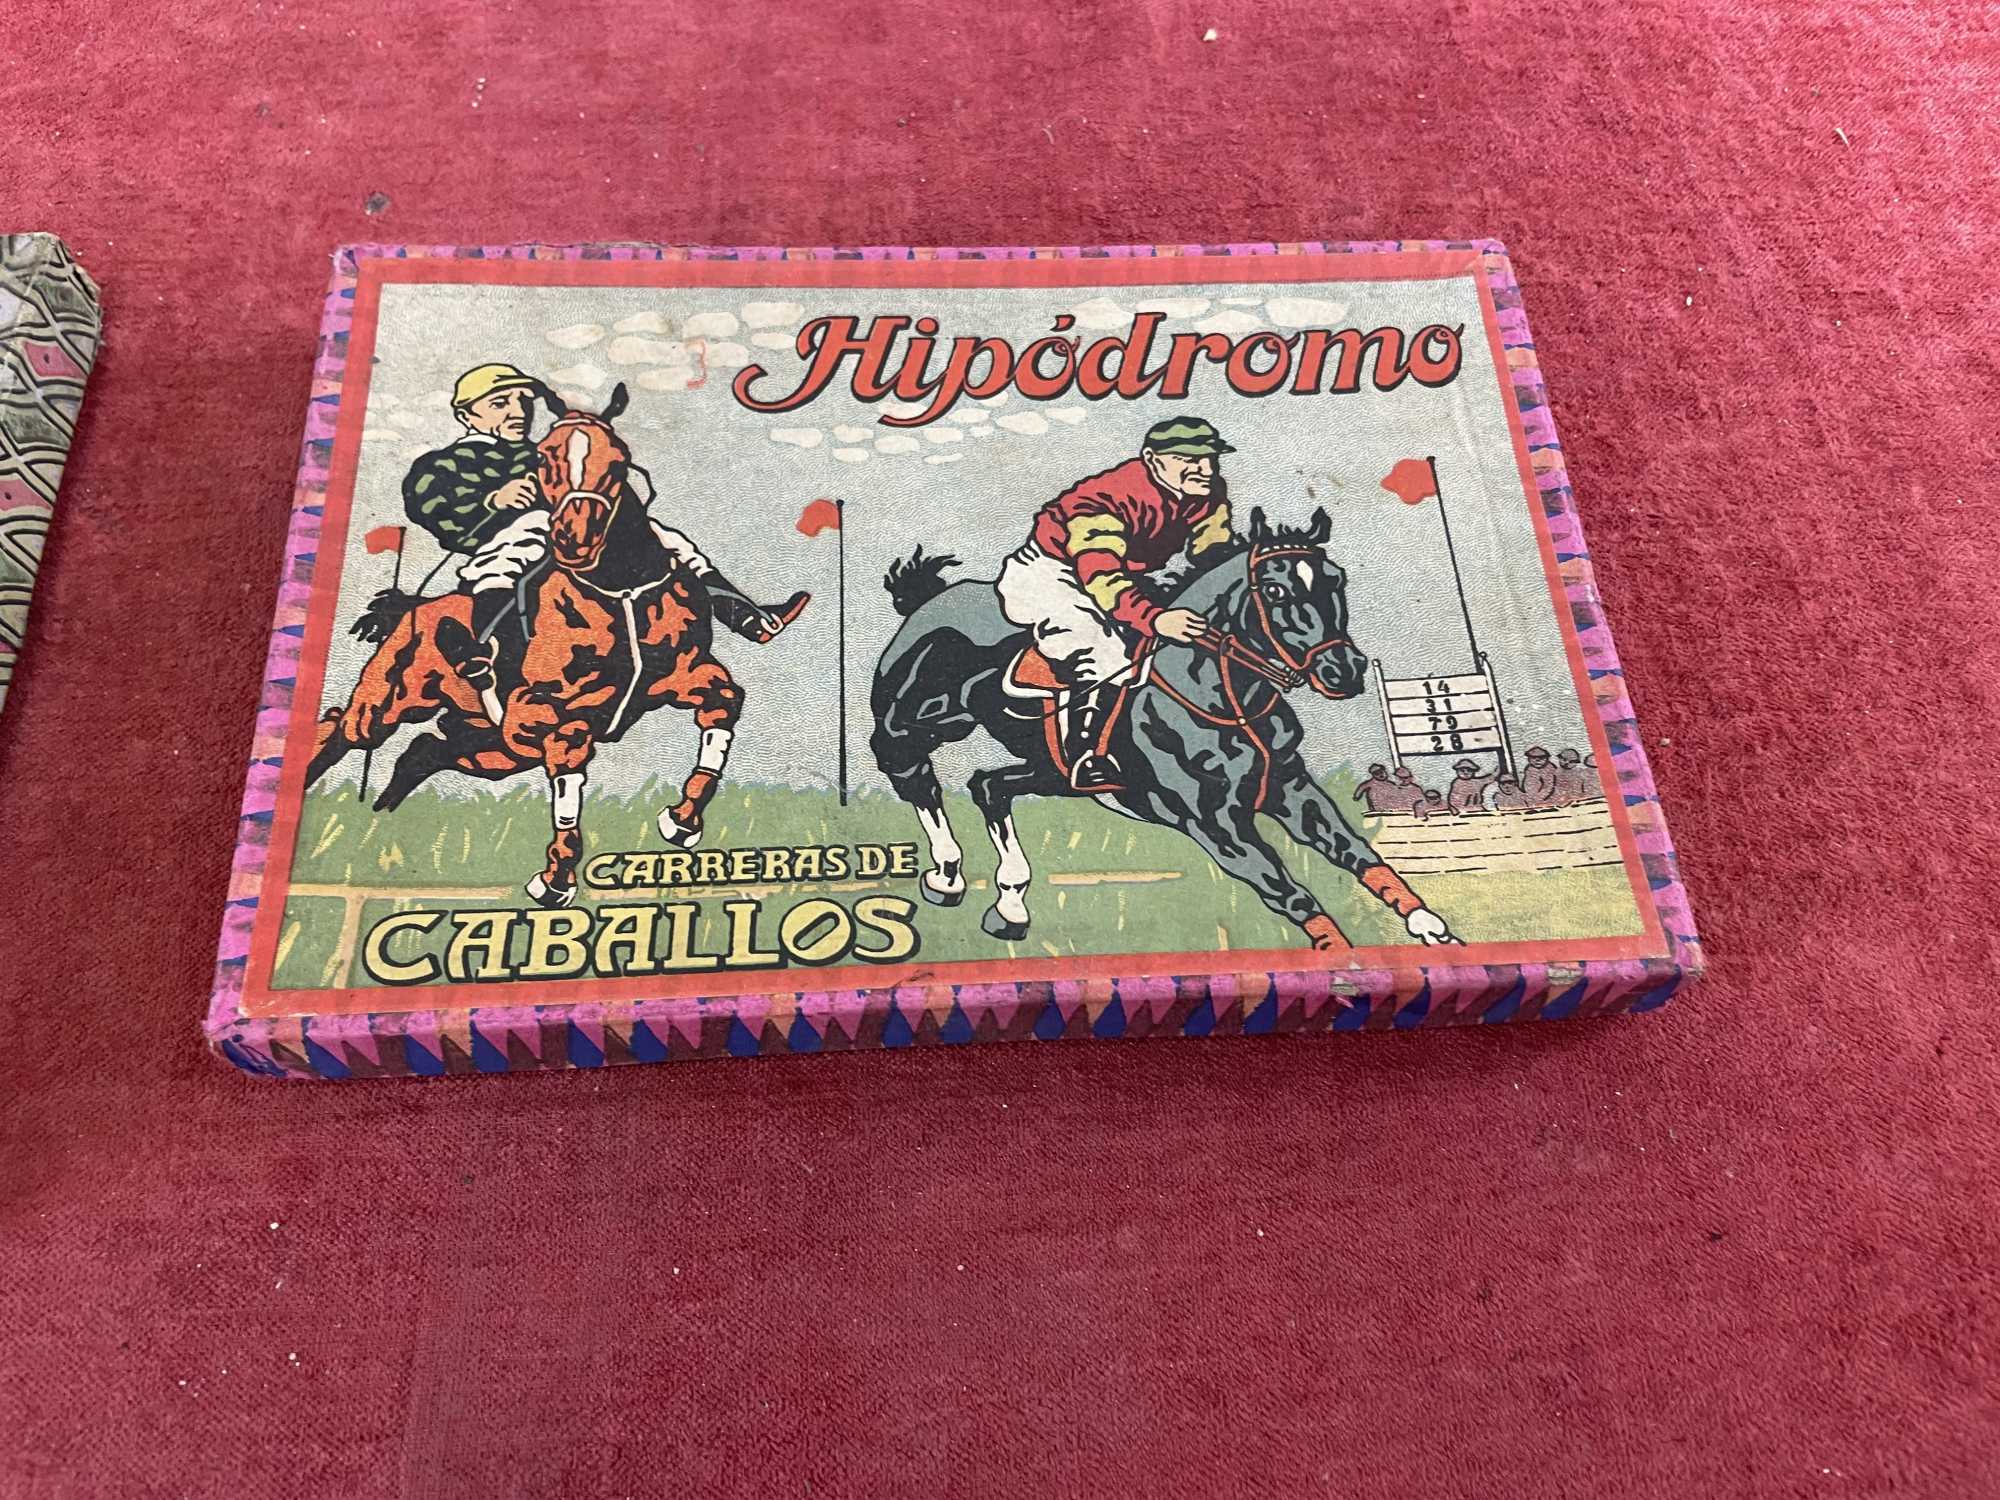 Hipódromo
14
31
79
28
CARRERAS DE
CABALLOS